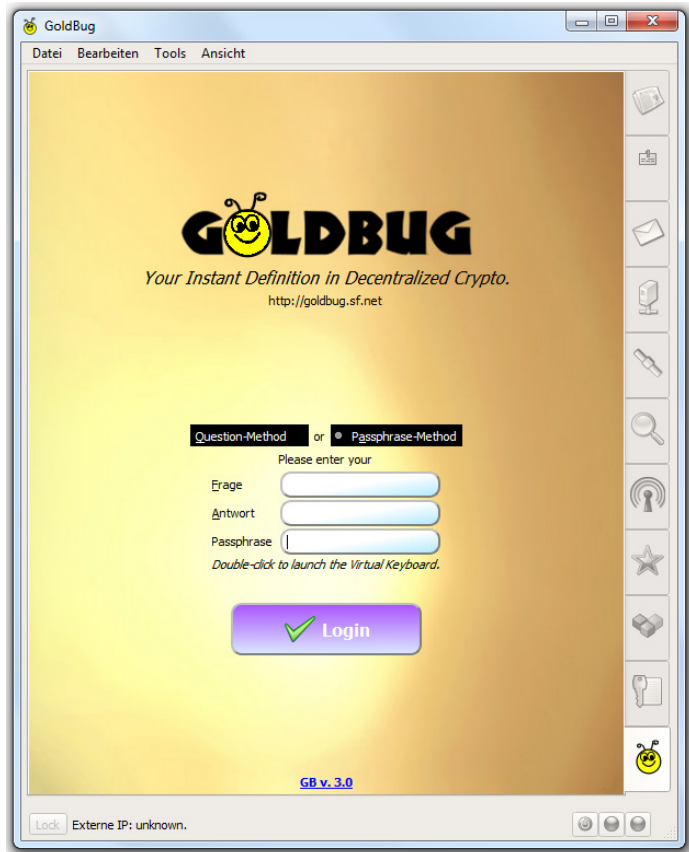 GoldBug
Datei Bearbeiten Tools Ansicht
GOLDBUG
Your Instant Definition in Decentralized Crypto.
http://goldbug.sf.net
Question-Method or Passphrase-Method
Please enter your
Frage
Antwort
Passphrase
Double-click to launch the Virtual Keyboard.
Login
GB v. 3.0
Lock Externe IP: unknown.